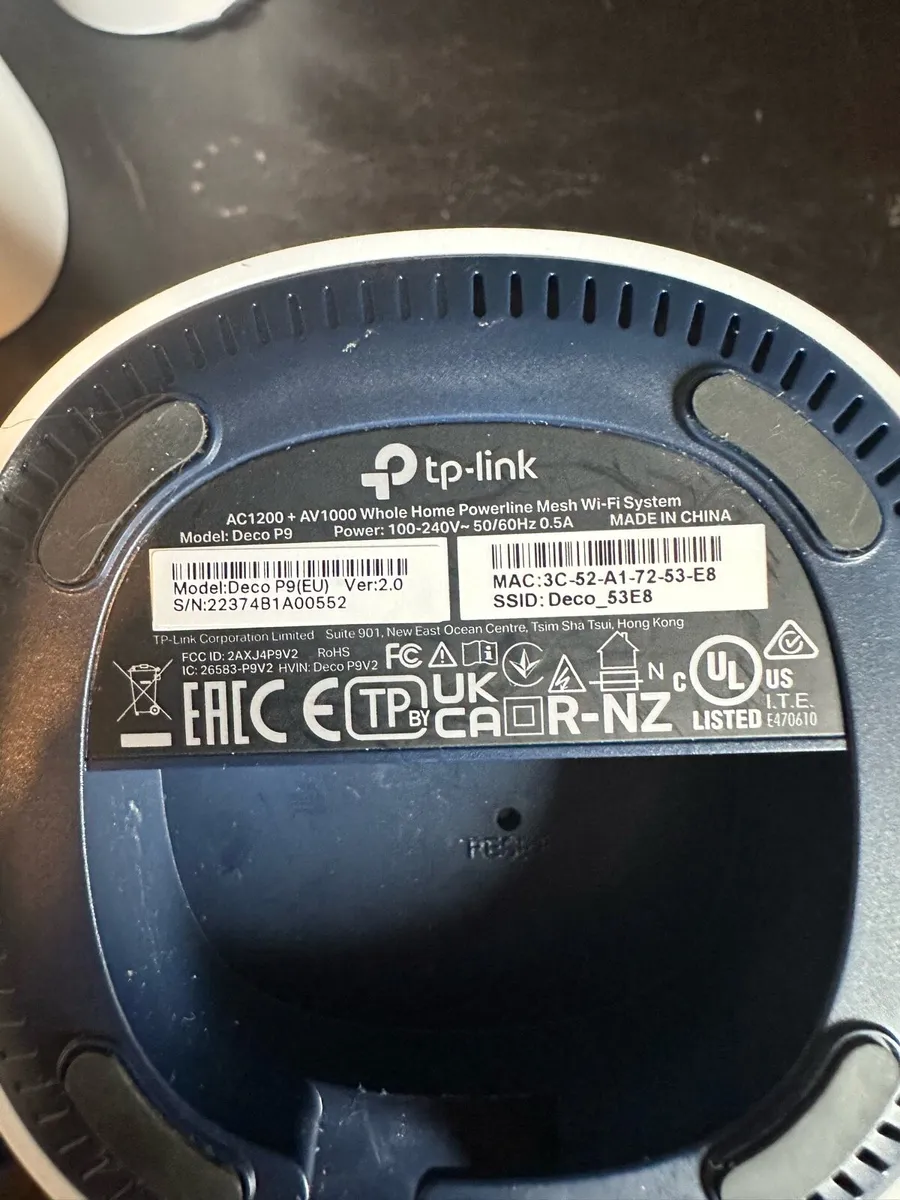 tp-link
AC1200 + AV1000 Whole Home Powerline Mesh Wi-Fi System
Model: Deco P9 Power: 100-240V~ 50/60Hz 0.5A MADE IN CHINA
Model:Deco P9(EU) Ver:2.0
S/N:22374B1A00552
MAC:3C-52-A1-72-53-E8
SSID: Deco_53E8
TP-Link Corporation Limited Suite 901, New East Ocean Centre, Tsim Sha Tsui, Hong Kong
FCC ID: 2AXJ4P9V2 RoHS
IC: 26583-P9V2 HVIN: Deco P9V2
FC
N
EAC CE TP BY UK CA R-NZ
C UL US
LISTED I.T.E. E470610
RESET